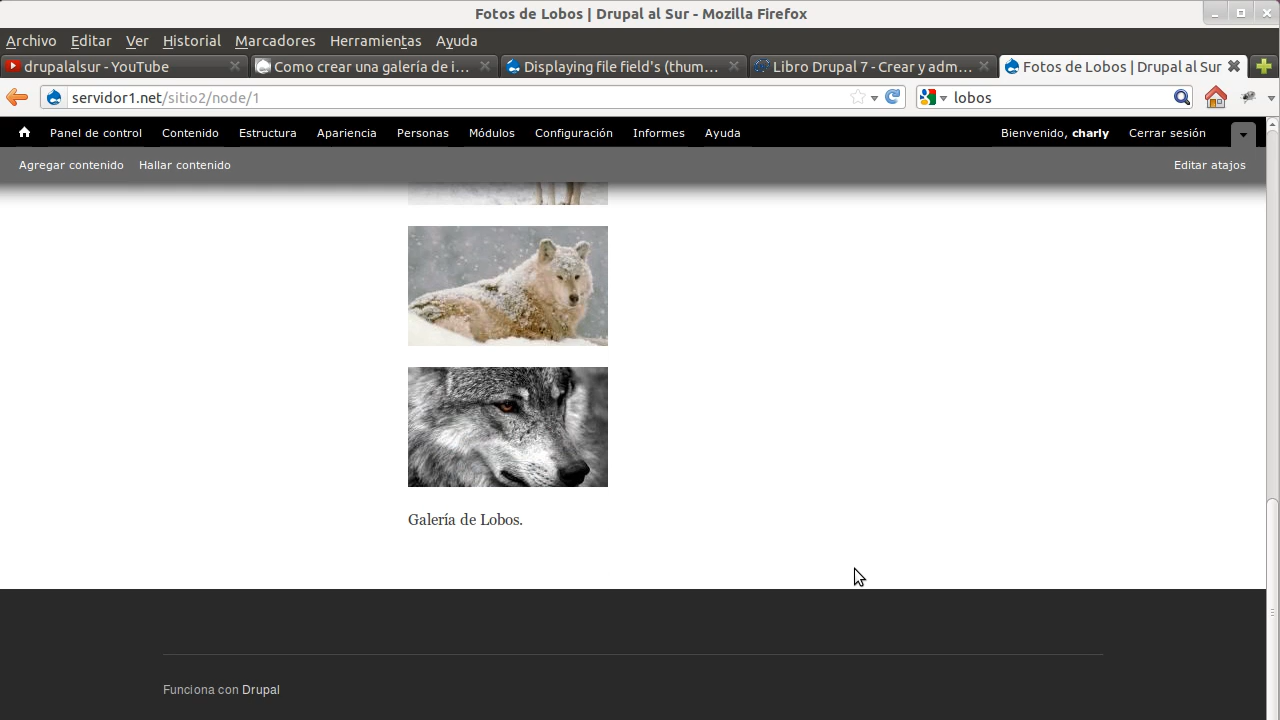 Fotos de Lobos | Drupal al Sur - Mozilla Firefox
Archivo Editar Ver Historial Marcadores Herramientas Ayuda
drupalalsur - YouTube
Como crear una galería de i...
Displaying file field's (thum...
Libro Drupal 7 - Crear y adm...
Fotos de Lobos | Drupal al Sur
servidor1.net/sitio2/node/1
lobos
Panel de control Contenido Estructura Apariencia Personas Módulos Configuración Informes Ayuda
Bienvenido, charly Cerrar sesión
Agregar contenido Hallar contenido
Editar atajos
Galería de Lobos.
Funciona con Drupal